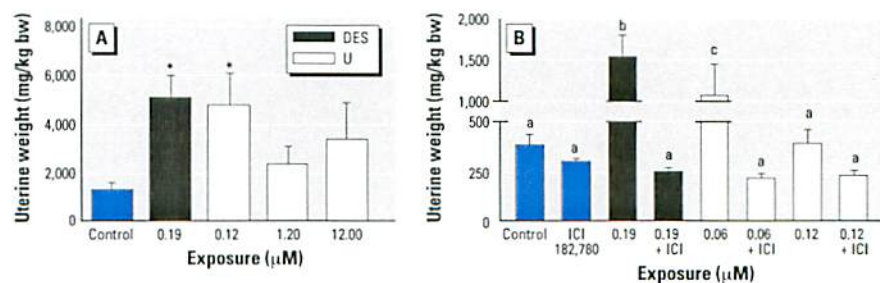 A
DES
U
Uterine weight (mg/kg bw)
8,000
6,000
4,000
2,000
0
*
*
Control 0.19 0.12 1.20 12.00
Exposure (µM)
B
Uterine weight (mg/kg bw)
2,000
1,500
1,000
500
250
0
a a b a c a a a
Control ICI 0.19 0.19 0.06 0.06 0.12 0.12
182,780 + ICI + ICI + ICI
Exposure (µM)